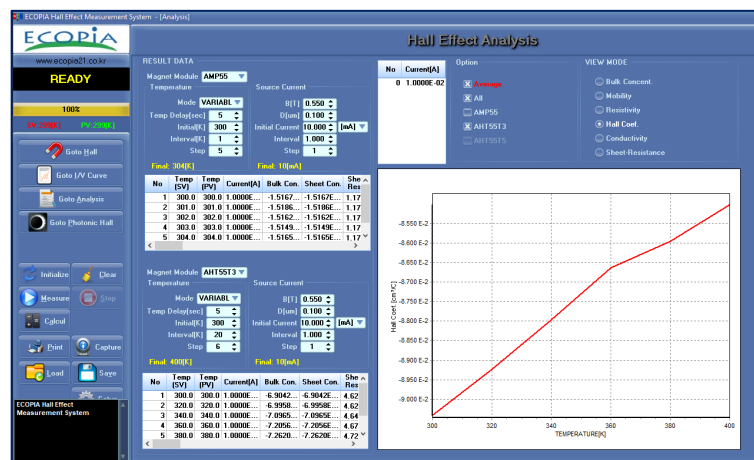 ECOPIA Hall Effect Measurement System - [Analysis]
ECOPIA
www.ecopia21.co.kr
READY
100%
SV:299[K] PV:299[K]
Goto Hall
Goto I/V Curve
Goto Analysis
Goto Photonic Hall
Initialize Clear
Measure Stop
Calcul
Print Capture
Load Save
ECOPIA Hall Effect
Measurement System
Hall Effect Analysis
RESULT DATA
Magnet Module AMP55
Temperature Source Current
Mode VARIABL B[T] 0.550
Temp Delay[sec] 5 D[um] 0.100
Initial[K] 300 Initial Current 10.000 [mA]
Interval[K] 1 Interval 1.000
Step 5 Step 1
Final: 304[K] Final: 10[mA]
No Temp (SV) Temp (PV) Current[A] Bulk Con. Sheet Con. She Res
1 300.0 300.0 1.0000E... -1.5167... -1.5167E... 1.17
2 301.0 301.0 1.0000E... -1.5186... -1.5186E... 1.17
3 302.0 302.0 1.0000E... -1.5162... -1.5162E... 1.17
4 303.0 303.0 1.0000E... -1.5149... -1.5149E... 1.17
5 304.0 304.0 1.0000E... -1.5165... -1.5165E... 1.17
Magnet Module AHT55T3
Temperature Source Current
Mode VARIABL B[T] 0.550
Temp Delay[sec] 5 D[um] 0.100
Initial[K] 300 Initial Current 10.000 [mA]
Interval[K] 20 Interval 1.000
Step 6 Step 1
Final: 400[K] Final: 10[mA]
No Temp (SV) Temp (PV) Current[A] Bulk Con. Sheet Con. She Res
1 300.0 300.0 1.0000E... -6.9042... -6.9042E... 4.62
2 320.0 320.0 1.0000E... -6.9958... -6.9958E... 4.62
3 340.0 340.0 1.0000E... -7.0965... -7.0965E... 4.64
4 360.0 360.0 1.0000E... -7.2056... -7.2056E... 4.67
5 380.0 380.0 1.0000E... -7.2620... -7.2620E... 4.72
No Current[A]
0 1.0000E-02
Option
Average
All
AMP55
AHT55T3
AHT55T5
VIEW MODE
Bulk Concent.
Mobility
Resistivity
Hall Coef.
Conductivity
Sheet-Resistance
Hall Coef. [cm³/C]
-8.550 E-2
-8.600 E-2
-8.650 E-2
-8.700 E-2
-8.750 E-2
-8.800 E-2
-8.850 E-2
-8.900 E-2
-8.950 E-2
-9.000 E-2
300 320 340 360 380 400
TEMPERATURE[K]